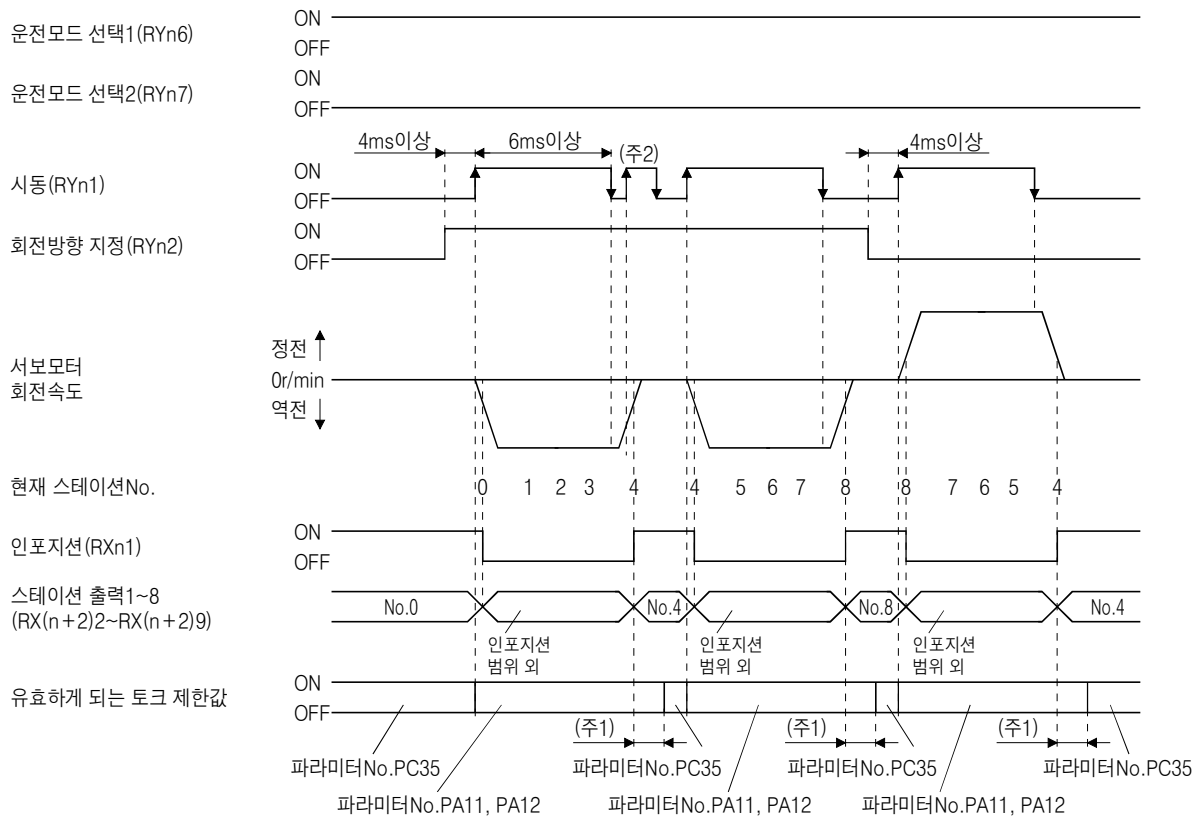 운전모드 선택1(RYn6)
ON
OFF
운전모드 선택2(RYn7)
ON
OFF
4ms이상
6ms이상
(주2)
4ms이상
시동(RYn1)
ON
OFF
회전방향 지정(RYn2)
ON
OFF
서보모터
회전속도
정전
0r/min
역전
현재 스테이션No.
0 1 2 3 4 4 5 6 7 8 8 7 6 5 4
인포지션(RXn1)
ON
OFF
스테이션 출력1~8
(RX(n+2)2~RX(n+2)9)
No.0 No.4 No.8 No.4
인포지션
범위 외
인포지션
범위 외
인포지션
범위 외
유효하게 되는 토크 제한값
ON
OFF
(주1) (주1) (주1)
파라미터No.PC35 파라미터No.PC35 파라미터No.PC35 파라미터No.PC35
파라미터No.PA11, PA12 파라미터No.PA11, PA12 파라미터No.PA11, PA12